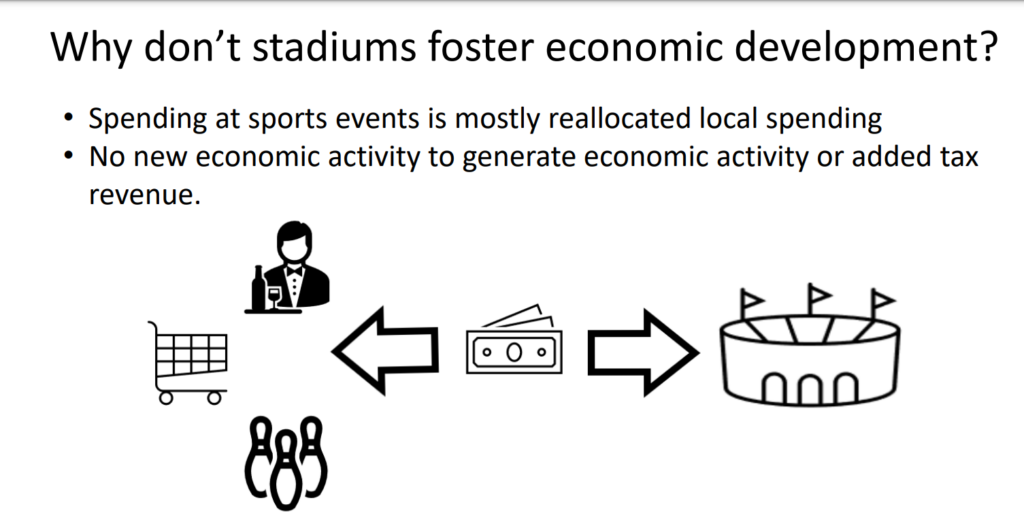 Why don’t stadiums foster economic development?
• Spending at sports events is mostly reallocated local spending
• No new economic activity to generate economic activity or added tax
revenue.